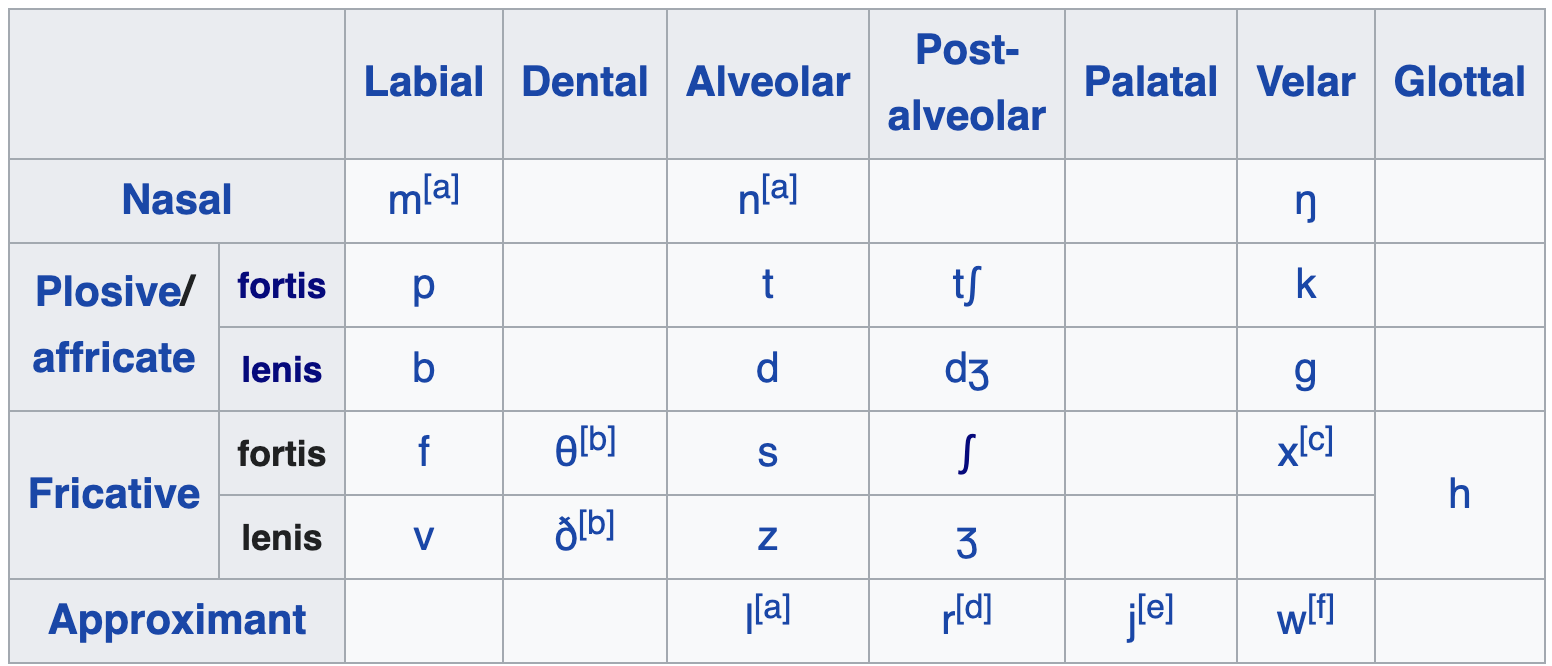 Labial Dental Alveolar Post-alveolar Palatal Velar Glottal
Nasal m[a] n[a] ŋ
Plosive/affricate fortis p t tʃ k
lenis b d dʒ g
Fricative fortis f θ[b] s ʃ x[c] h
lenis v ð[b] z ʒ
Approximant l[a] r[d] j[e] w[f]